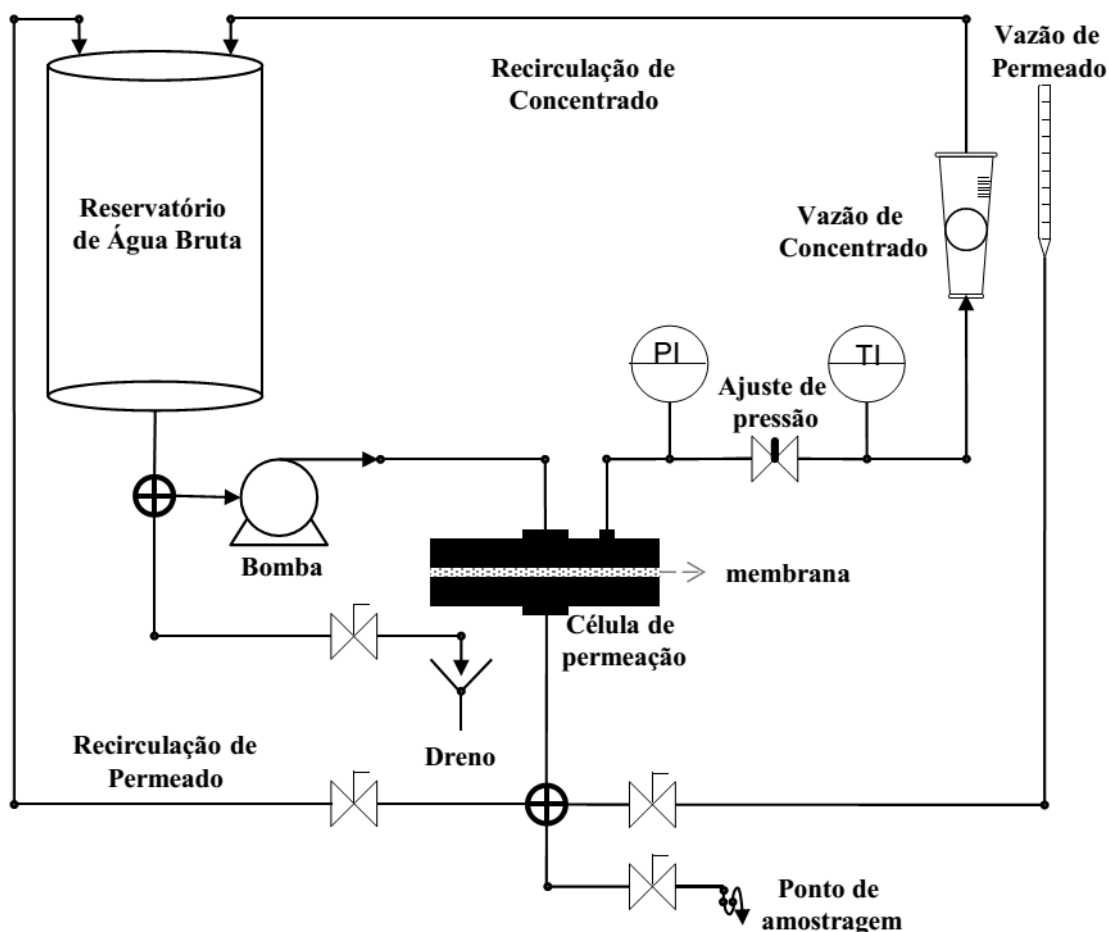 Vazão de
Permeado
Recirculação de
Concentrado
Reservatório
de Água Bruta
Vazão de
Concentrado
PI
TI
Ajuste de
pressão
Bomba
membrana
Célula de
permeação
Recirculação de
Permeado
Dreno
Ponto de
amostragem